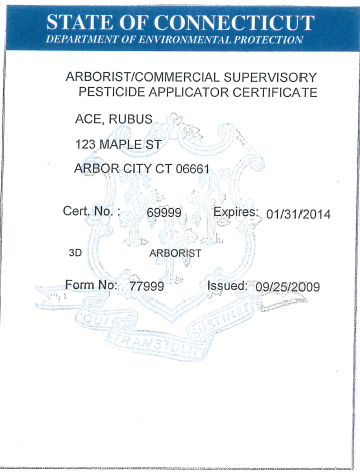 STATE OF CONNECTICUT
DEPARTMENT OF ENVIRONMENTAL PROTECTION
ARBORIST/COMMERCIAL SUPERVISORY
PESTICIDE APPLICATOR CERTIFICATE
ACE, RUBUS
123 MAPLE ST
ARBOR CITY CT 06661
Cert. No. : 69999 Expires: 01/31/2014
3D ARBORIST
Form No: 77999 Issued: 09/25/2009
QUI TRANSTULIT SUSTINET